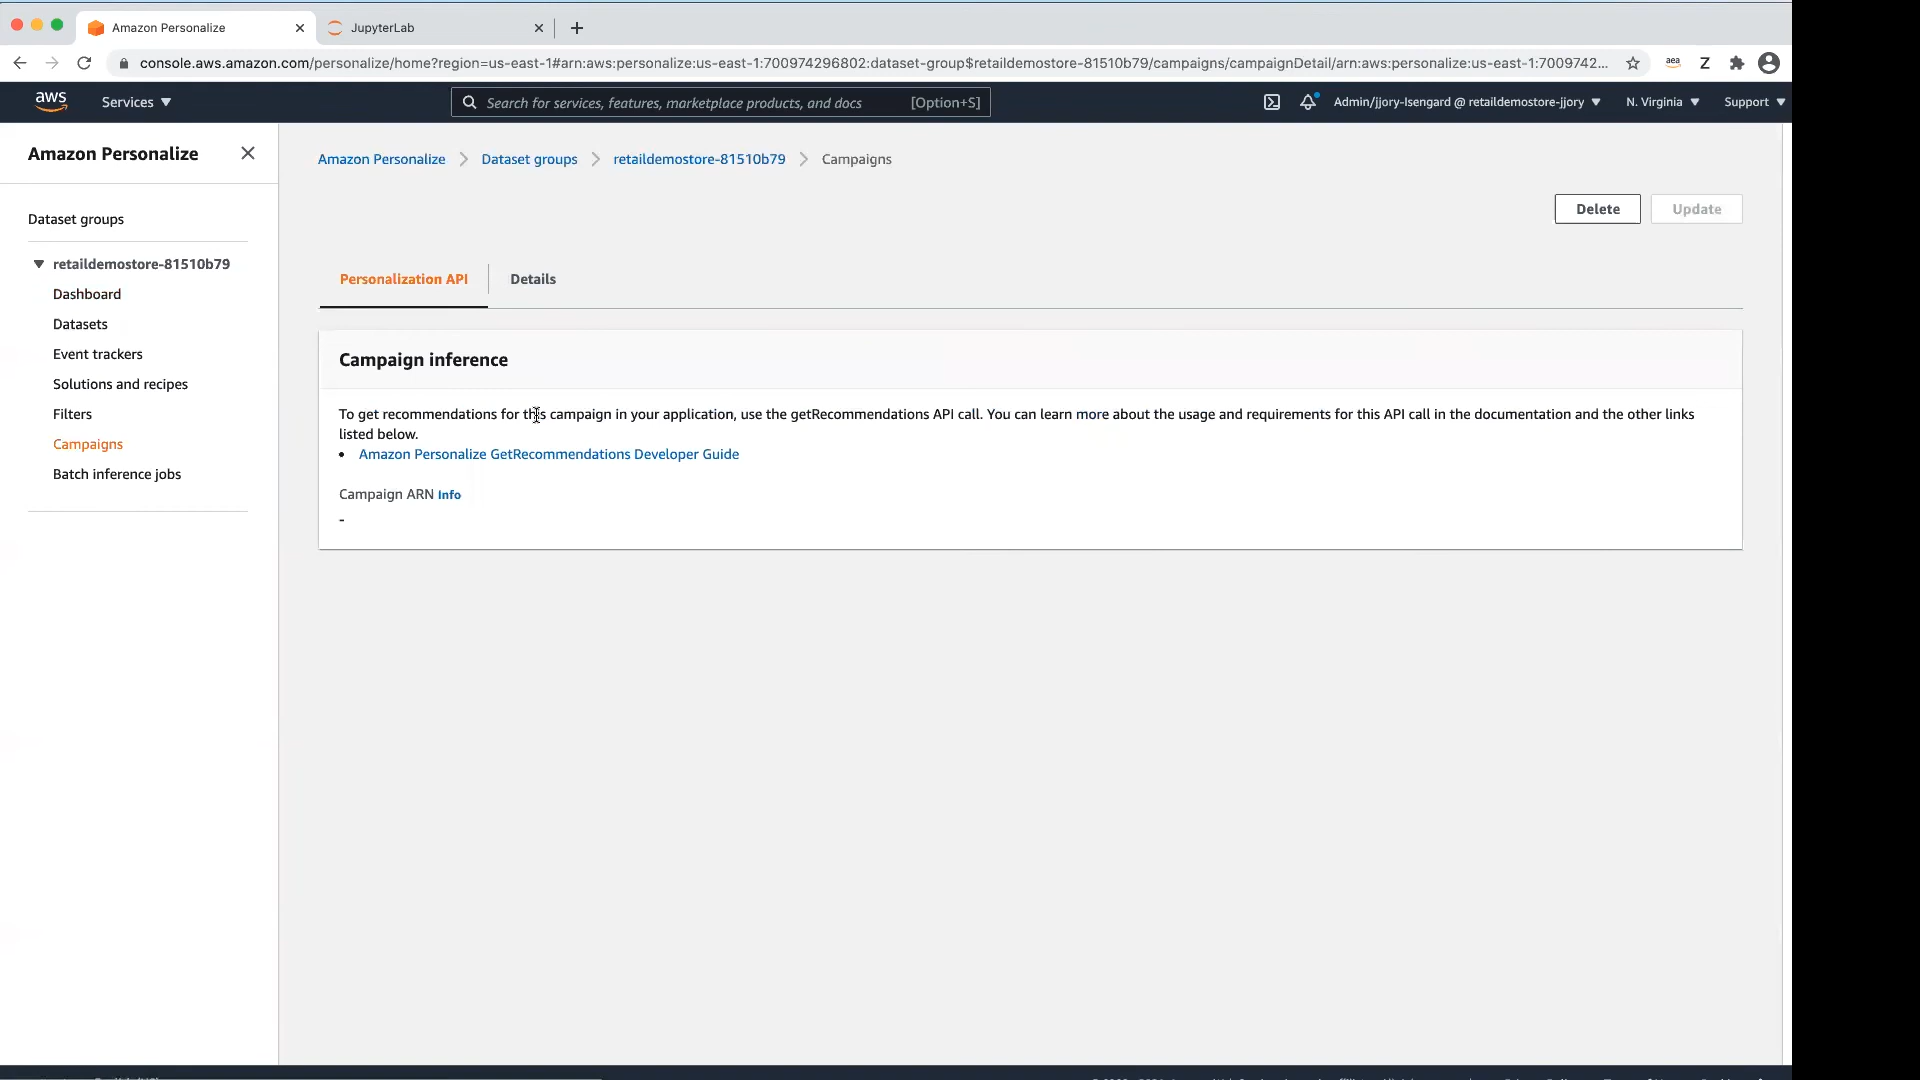 Amazon Personalize
JupyterLab
console.aws.amazon.com/personalize/home?region=us-east-1#arn:aws:personalize:us-east-1:700974296802:dataset-group$retaildemostore-81510b79/campaigns/campaignDetail/arn:aws:personalize:us-east-1:7009742...
aea
Z
aws
Services
Search for services, features, marketplace products, and docs
[Option+S]
Admin/jjory-Isengard @ retaildemostore-jjory
N. Virginia
Support
Amazon Personalize
Dataset groups
retaildemostore-81510b79
Dashboard
Datasets
Event trackers
Solutions and recipes
Filters
Campaigns
Batch inference jobs
Amazon Personalize
Dataset groups
retaildemostore-81510b79
Campaigns
Delete
Update
Personalization API
Details
Campaign inference
To get recommendations for this campaign in your application, use the getRecommendations API call. You can learn more about the usage and requirements for this API call in the documentation and the other links
listed below.
• Amazon Personalize GetRecommendations Developer Guide
Campaign ARN Info
-